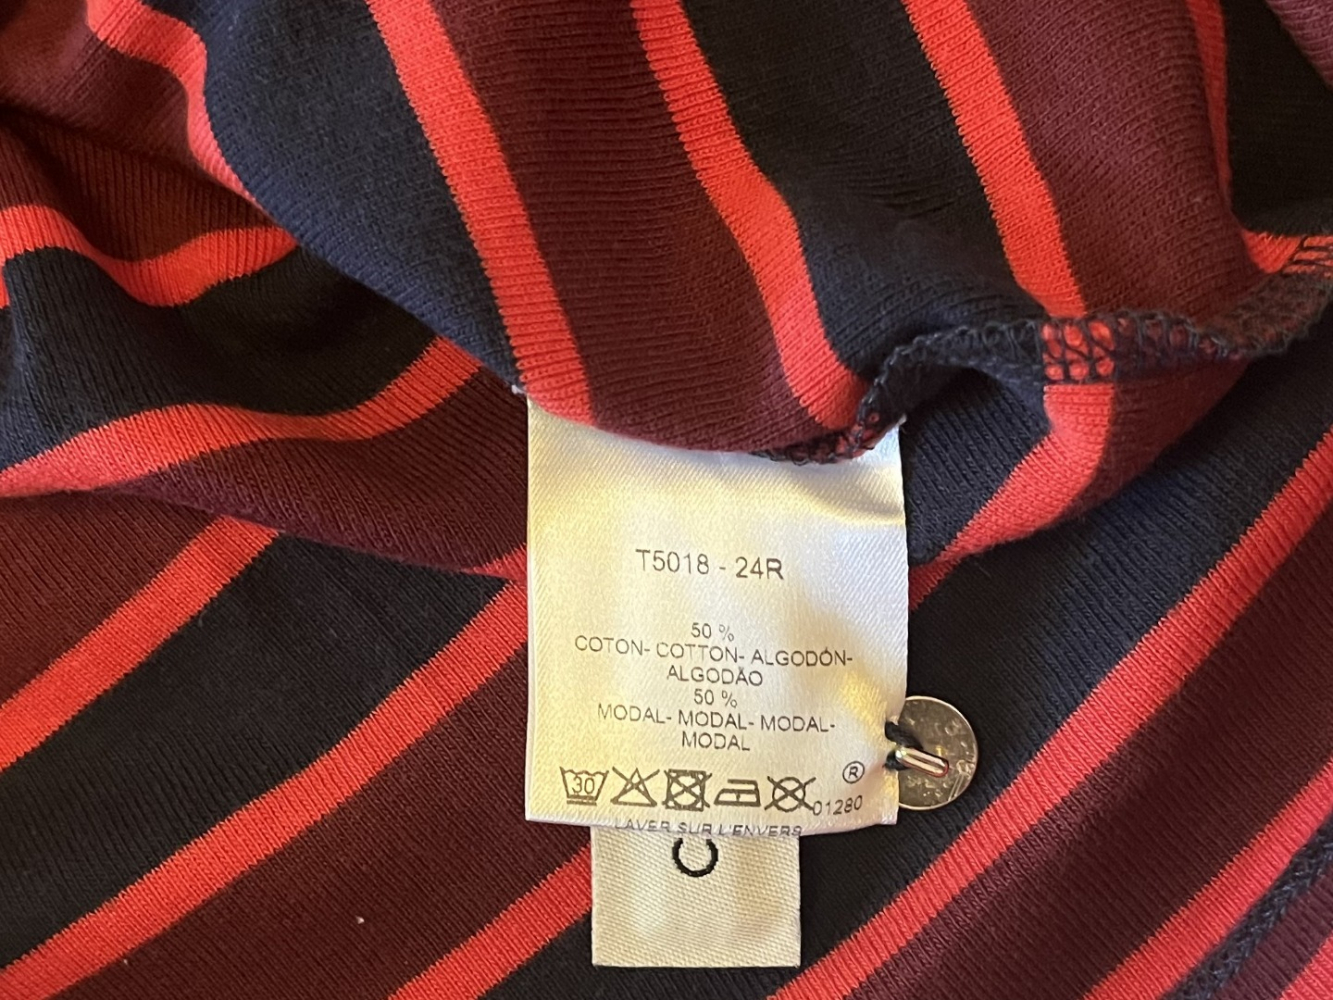 T5018 - 24R
50 %
COTON- COTTON- ALGODÓN-
ALGODÃO
50 %
MODAL- MODAL- MODAL-
MODAL
30
®
01280
LAVER SUR L'ENVERS